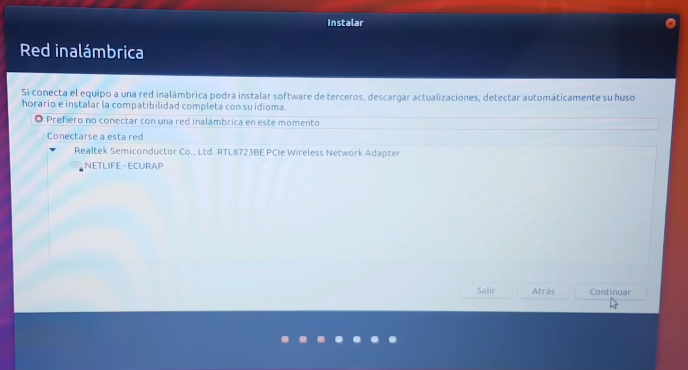 Instalar
Red inalámbrica
Si conecta el equipo a una red inalámbrica podrá instalar software de terceros, descargar actualizaciones, detectar automáticamente su huso
horario e instalar la compatibilidad completa con su idioma.
Prefiero no conectar con una red inalámbrica en este momento
Conectarse a esta red
Realtek Semiconductor Co., Ltd. RTL8723BE PCIe Wireless Network Adapter
NETLIFE-ECURAP
Salir Atrás Continuar